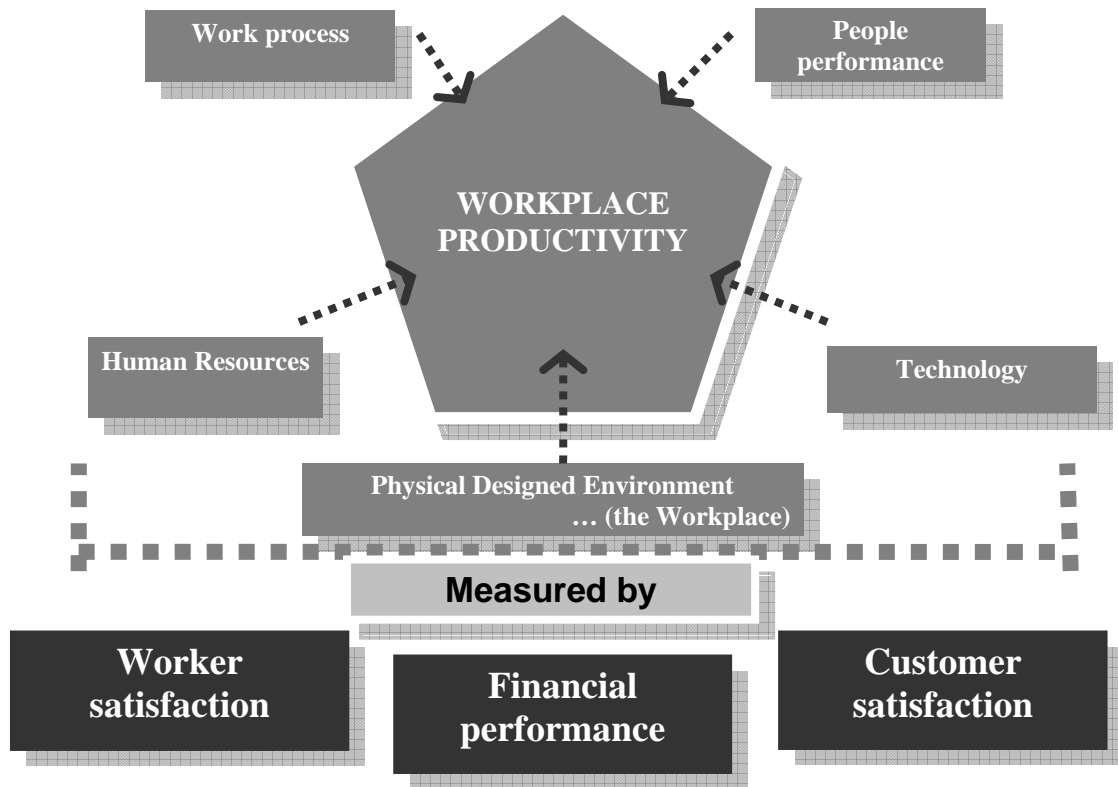 Work process
People
performance
WORKPLACE
PRODUCTIVITY
Human Resources
Technology
Physical Designed Environment
… (the Workplace)
Measured by
Worker
satisfaction
Financial
performance
Customer
satisfaction